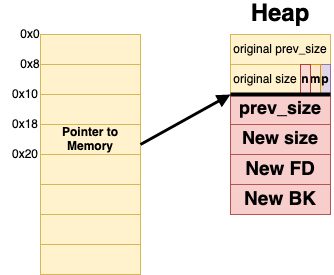 Heap
0x0
0x8
0x10
0x18
0x20
Pointer to
Memory
original prev_size
original size n m p
prev_size
New size
New FD
New BK